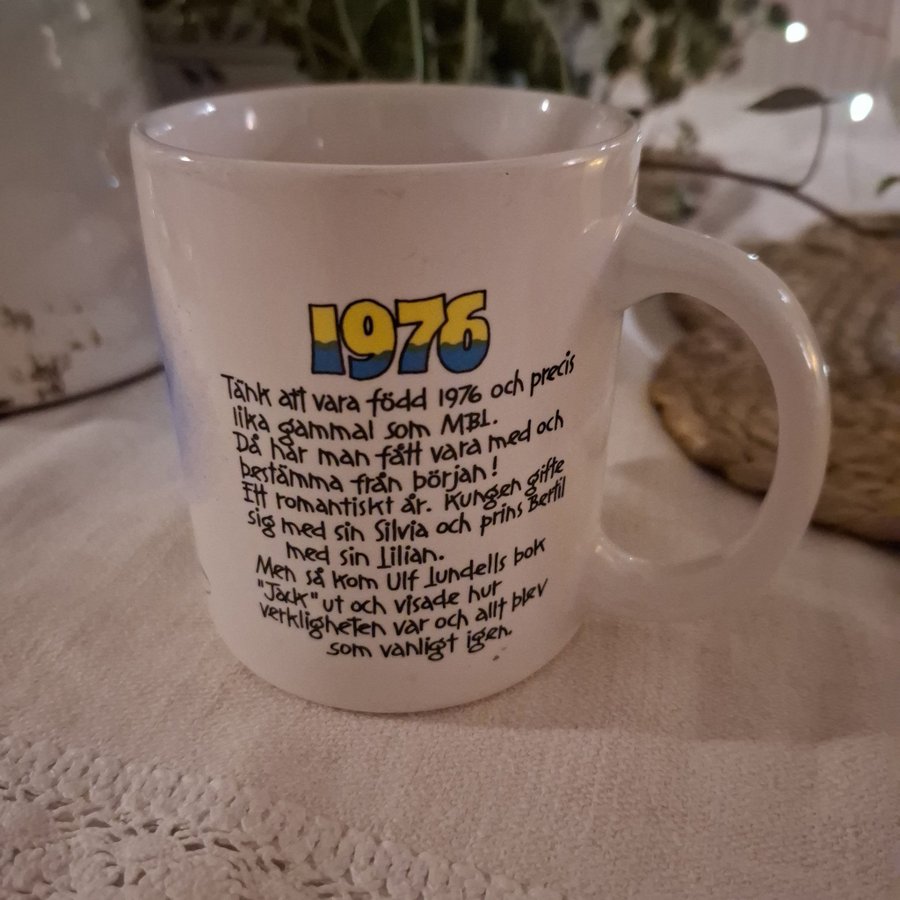 1976
Tänk att vara född 1976 och precis
lika gammal som MBL.
Då har man fått vara med och
bestämma från början!
Ett romantiskt år. Kungen gifte
sig med sin Silvia och prins Bertil
med sin Lilian.
Men så kom Ulf Lundells bok
"Jack" ut och visade hur
verkligheten var och allt blev
som vanligt igen.